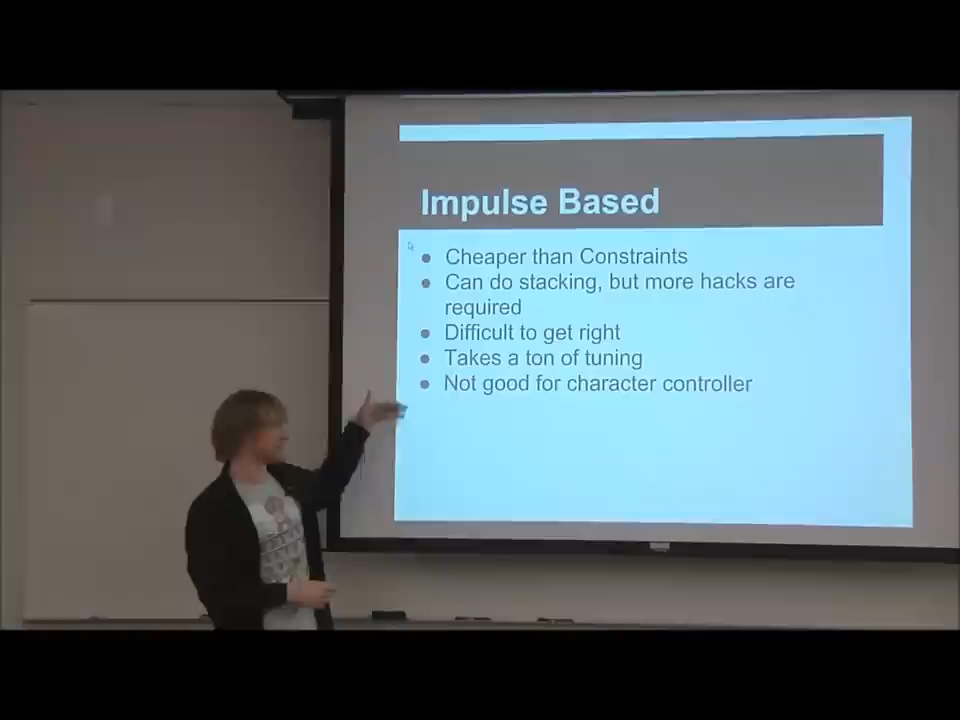 Impulse Based
Cheaper than Constraints
Can do stacking, but more hacks are
required
Difficult to get right
Takes a ton of tuning
Not good for character controller